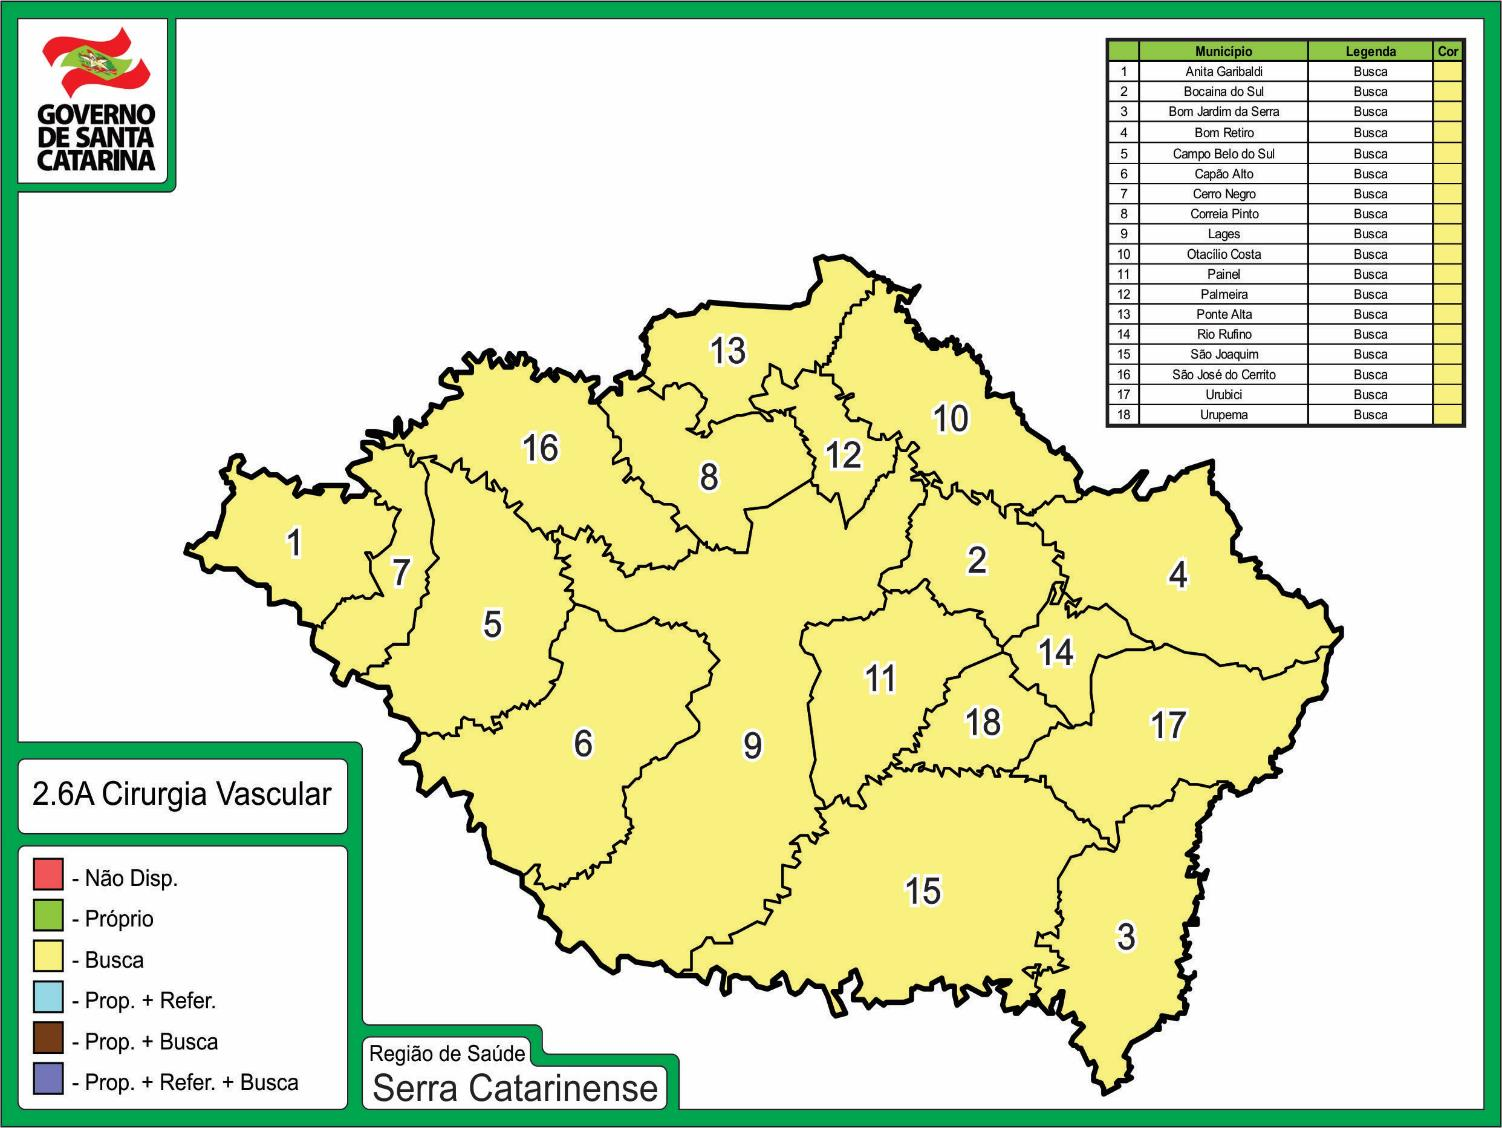 GOVERNO
DE SANTA
CATARINA
Município Legenda Cor
1 Anita Garibaldi Busca
2 Bocaina do Sul Busca
3 Bom Jardim da Serra Busca
4 Bom Retiro Busca
5 Campo Belo do Sul Busca
6 Capão Alto Busca
7 Cerro Negro Busca
8 Correia Pinto Busca
9 Lages Busca
10 Otacílio Costa Busca
11 Painel Busca
12 Palmeira Busca
13 Ponte Alta Busca
14 Rio Rufino Busca
15 São Joaquim Busca
16 São José do Cerrito Busca
17 Urubici Busca
18 Urupema Busca
13
10
16
12
8
1
2
7
4
5
14
11
18
17
6
9
15
3
2.6A Cirurgia Vascular
- Não Disp.
- Próprio
- Busca
- Prop. + Refer.
- Prop. + Busca
- Prop. + Refer. + Busca
Região de Saúde
Serra Catarinense